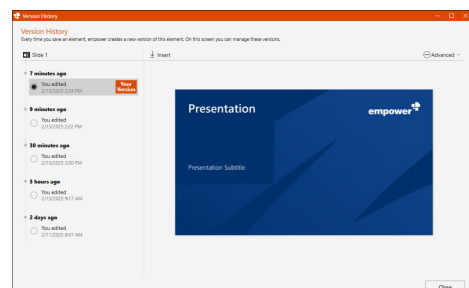 Version History
Version History
Every time you save an element, empower creates a new version of this element. On this screen you can manage these versions.
Slide 1
Insert
Advanced
7 minutes ago
You edited
2/13/2025 2:24 PM
Your
Version
9 minutes ago
You edited
2/13/2025 2:22 PM
30 minutes ago
You edited
2/13/2025 2:00 PM
5 hours ago
You edited
2/13/2025 9:17 AM
2 days ago
You edited
2/11/2025 8:37 AM
Presentation
empower
Presentation Subtitle
Close